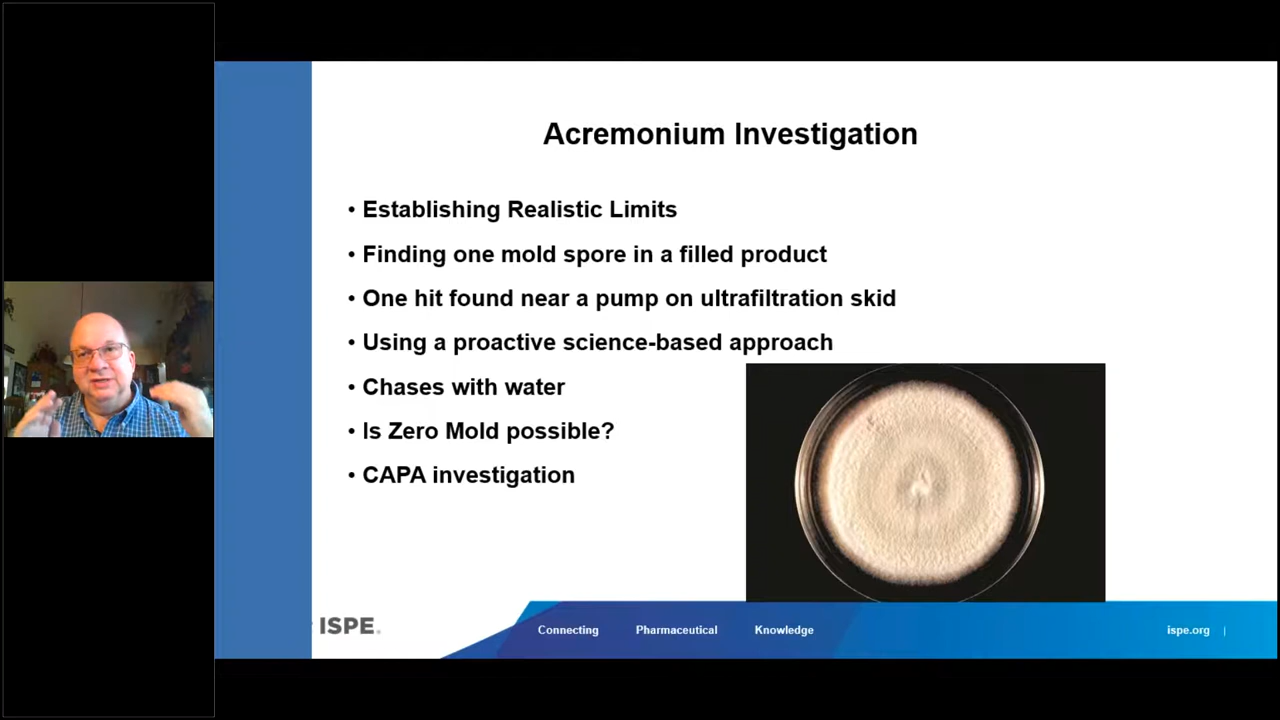 Acremonium Investigation
• Establishing Realistic Limits
• Finding one mold spore in a filled product
• One hit found near a pump on ultrafiltration skid
• Using a proactive science-based approach
• Chases with water
• Is Zero Mold possible?
• CAPA investigation
ISPE.
Connecting Pharmaceutical Knowledge
ispe.org |